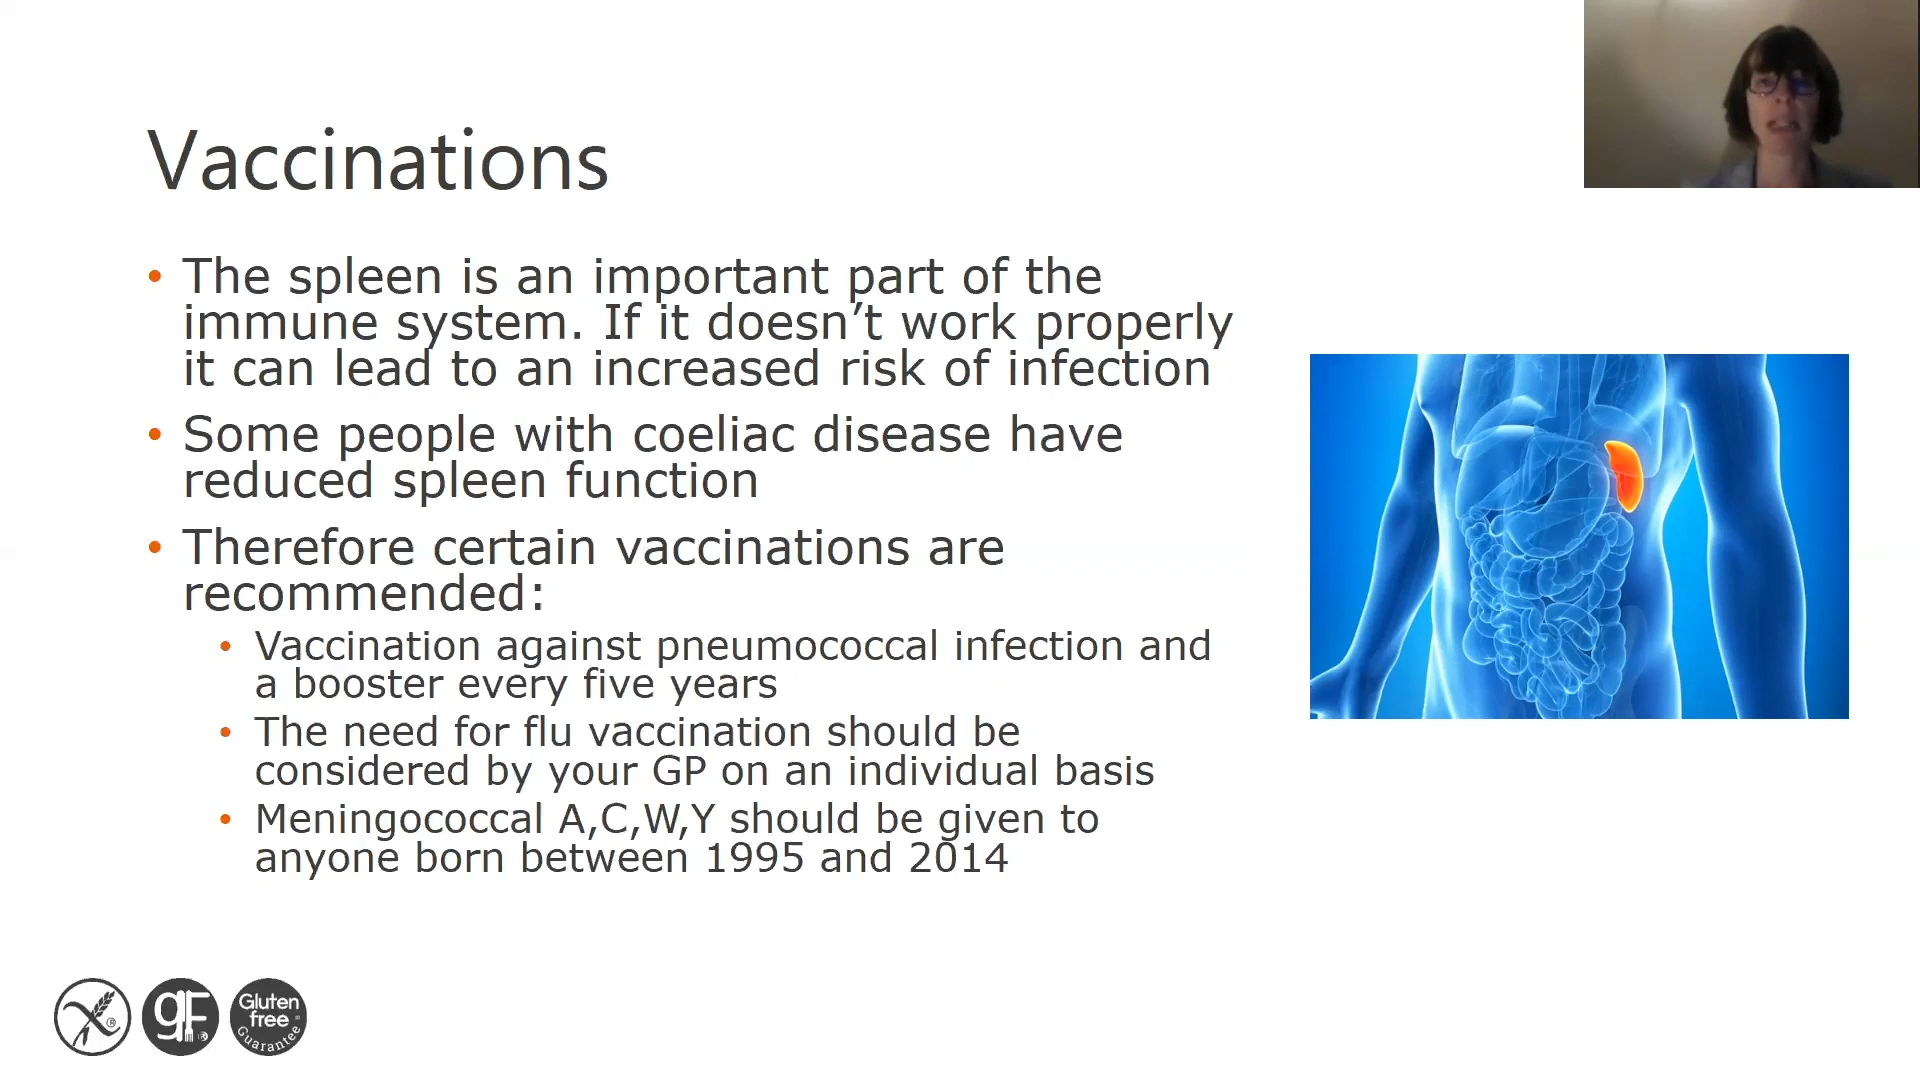 Vaccinations
• The spleen is an important part of the
immune system. If it doesn’t work properly
it can lead to an increased risk of infection
• Some people with coeliac disease have
reduced spleen function
• Therefore certain vaccinations are
recommended:
• Vaccination against pneumococcal infection and
a booster every five years
• The need for flu vaccination should be
considered by your GP on an individual basis
• Meningococcal A,C,W,Y should be given to
anyone born between 1995 and 2014
®
gF
®
Gluten
free
Guarantee